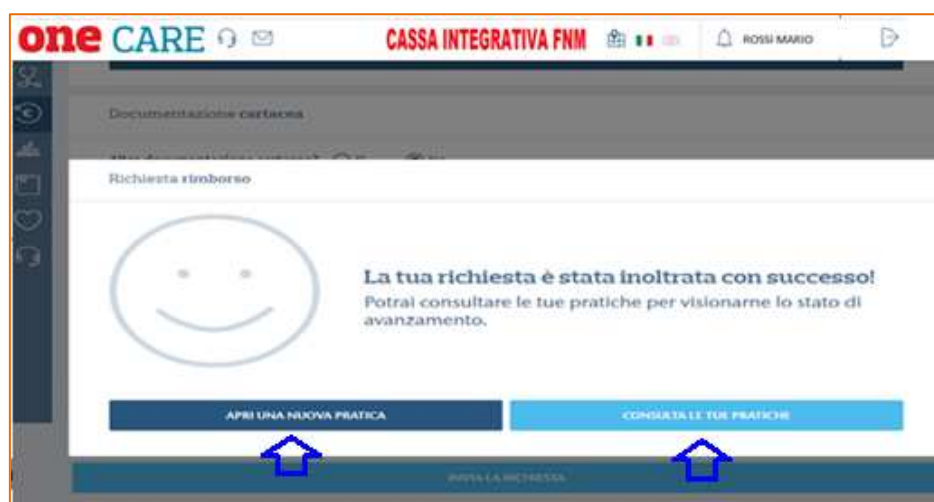 one CARE CASSA INTEGRATIVA FNM ROSSI MARIO
Documentazione cartacea
Richiesta rimborso
La tua richiesta è stata inoltrata con successo!
Potrai consultare le tue pratiche per visionarne lo stato di
avanzamento.
APRI UNA NUOVA PRATICA CONSULTA LE TUE PRATICHE
INVIA LA RICHIESTA